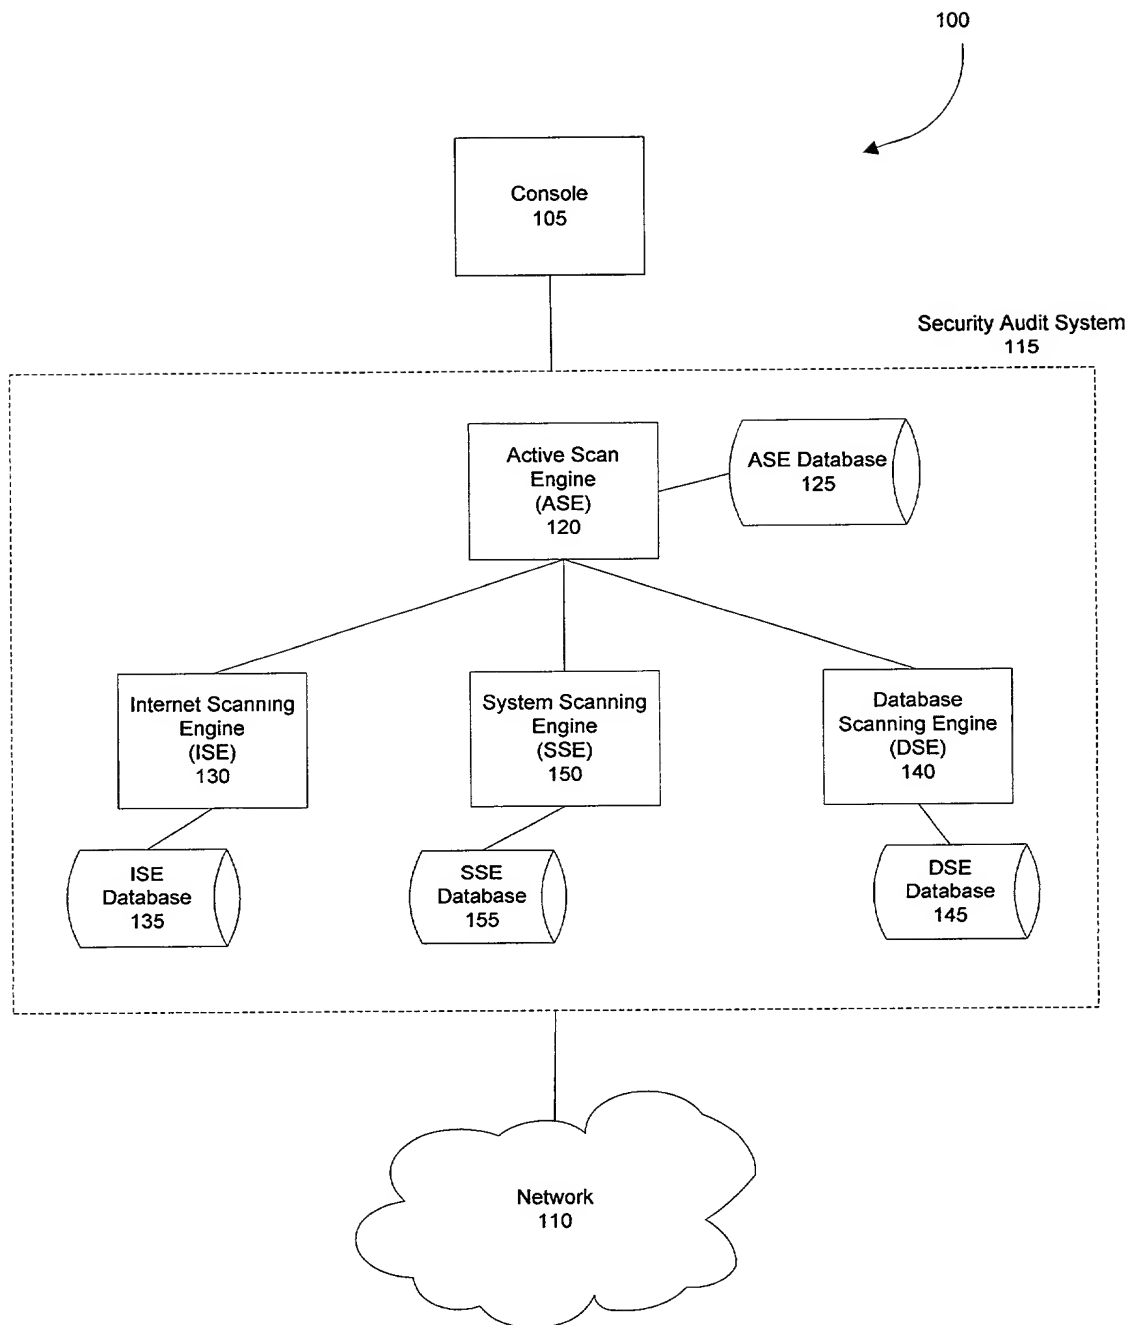 100
Console
105
Security Audit System
115
Active Scan
Engine
(ASE)
120
ASE Database
125
Internet Scanning
Engine
(ISE)
130
System Scanning
Engine
(SSE)
150
Database
Scanning Engine
(DSE)
140
ISE
Database
135
SSE
Database
155
DSE
Database
145
Network
110